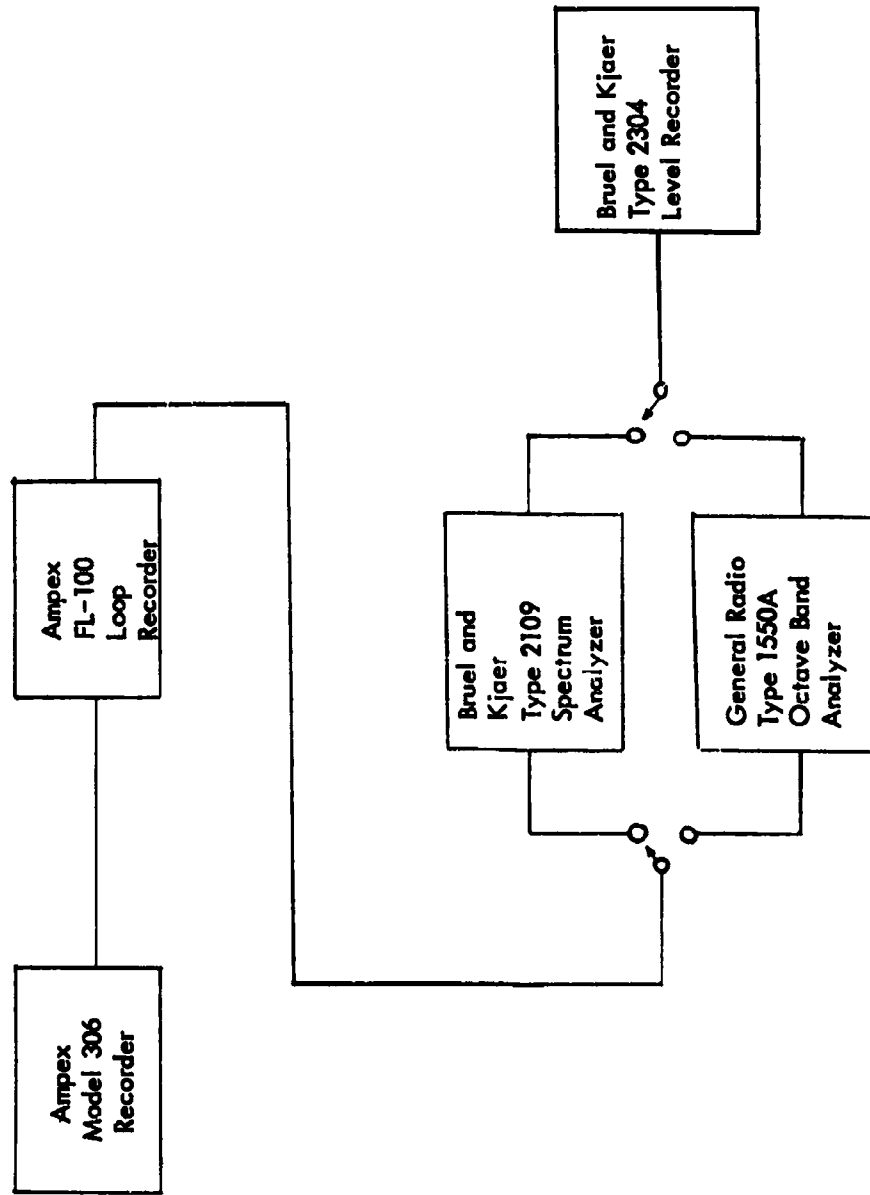 Ampex
Model 306
Recorder
Ampex
FL-100
Loop
Recorder
Bruel and
Kjaer
Type 2109
Spectrum
Analyzer
General Radio
Type 1550A
Octave Band
Analyzer
Bruel and Kjaer
Type 2304
Level Recorder